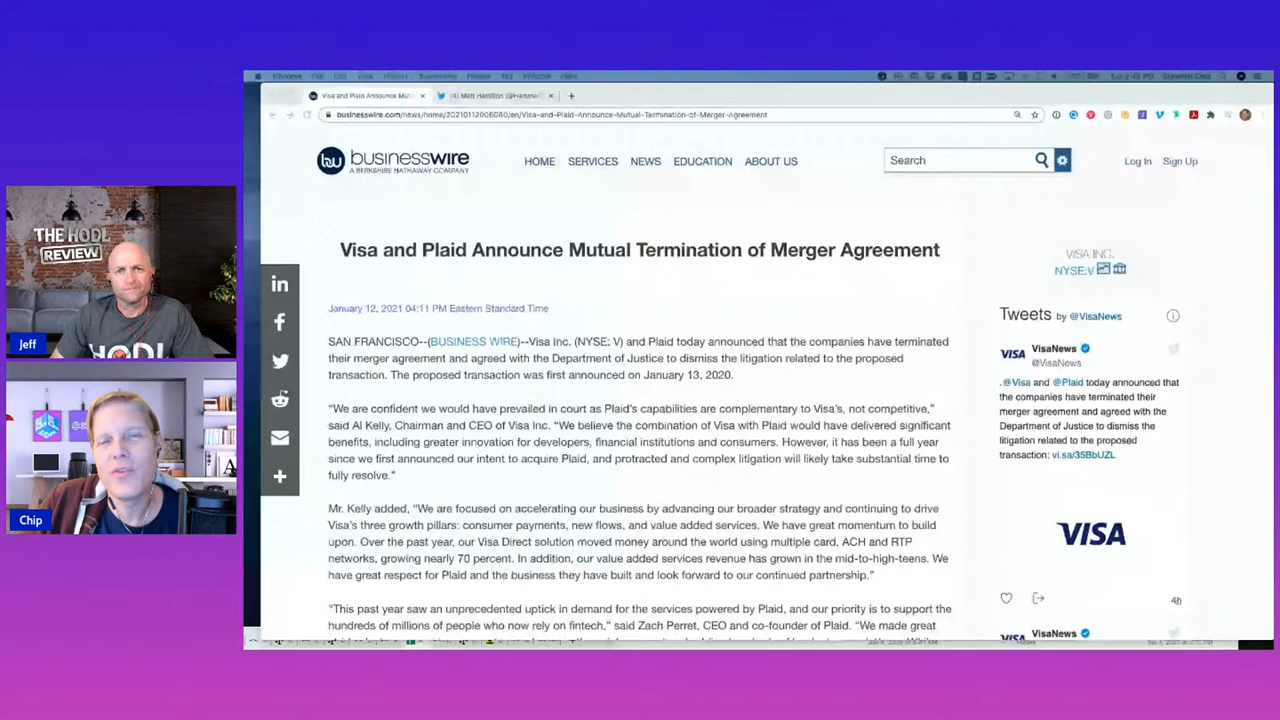 Visa and Plaid Announce Mut
(4) Matt Hamilton (@Hammer
businesswire.com/news/home/20210112006080/en/Visa-and-Plaid-Announce-Mutual-Termination-of-Merger-Agreement
bw businesswire
A BERKSHIRE HATHAWAY COMPANY
HOME SERVICES NEWS EDUCATION ABOUT US
Search
Log In Sign Up
THE HODL
REVIEW
HODL
Jeff
Chip
Visa and Plaid Announce Mutual Termination of Merger Agreement
January 12, 2021 04:11 PM Eastern Standard Time
SAN FRANCISCO--(BUSINESS WIRE)--Visa Inc. (NYSE: V) and Plaid today announced that the companies have terminated
their merger agreement and agreed with the Department of Justice to dismiss the litigation related to the proposed
transaction. The proposed transaction was first announced on January 13, 2020.
“We are confident we would have prevailed in court as Plaid's capabilities are complementary to Visa's, not competitive,”
said Al Kelly, Chairman and CEO of Visa Inc. “We believe the combination of Visa with Plaid would have delivered significant
benefits, including greater innovation for developers, financial institutions and consumers. However, it has been a full year
since we first announced our intent to acquire Plaid, and protracted and complex litigation will likely take substantial time to
fully resolve.”
Mr. Kelly added, “We are focused on accelerating our business by advancing our broader strategy and continuing to drive
Visa's three growth pillars: consumer payments, new flows, and value added services. We have great momentum to build
upon. Over the past year, our Visa Direct solution moved money around the world using multiple card, ACH and RTP
networks, growing nearly 70 percent. In addition, our value added services revenue has grown in the mid-to-high-teens. We
have great respect for Plaid and the business they have built and look forward to our continued partnership.”
“This past year saw an unprecedented uptick in demand for the services powered by Plaid, and our priority is to support the
hundreds of millions of people who now rely on fintech,” said Zach Perret, CEO and co-founder of Plaid. “We made great
VISA INC.
NYSE:V
Tweets by @VisaNews
VISA
VisaNews
@VisaNews
.@Visa and @Plaid today announced that
the companies have terminated their
merger agreement and agreed with the
Department of Justice to dismiss the
litigation related to the proposed
transaction: vi.sa/35BbUZL
VISA
4h
VISA
VisaNews